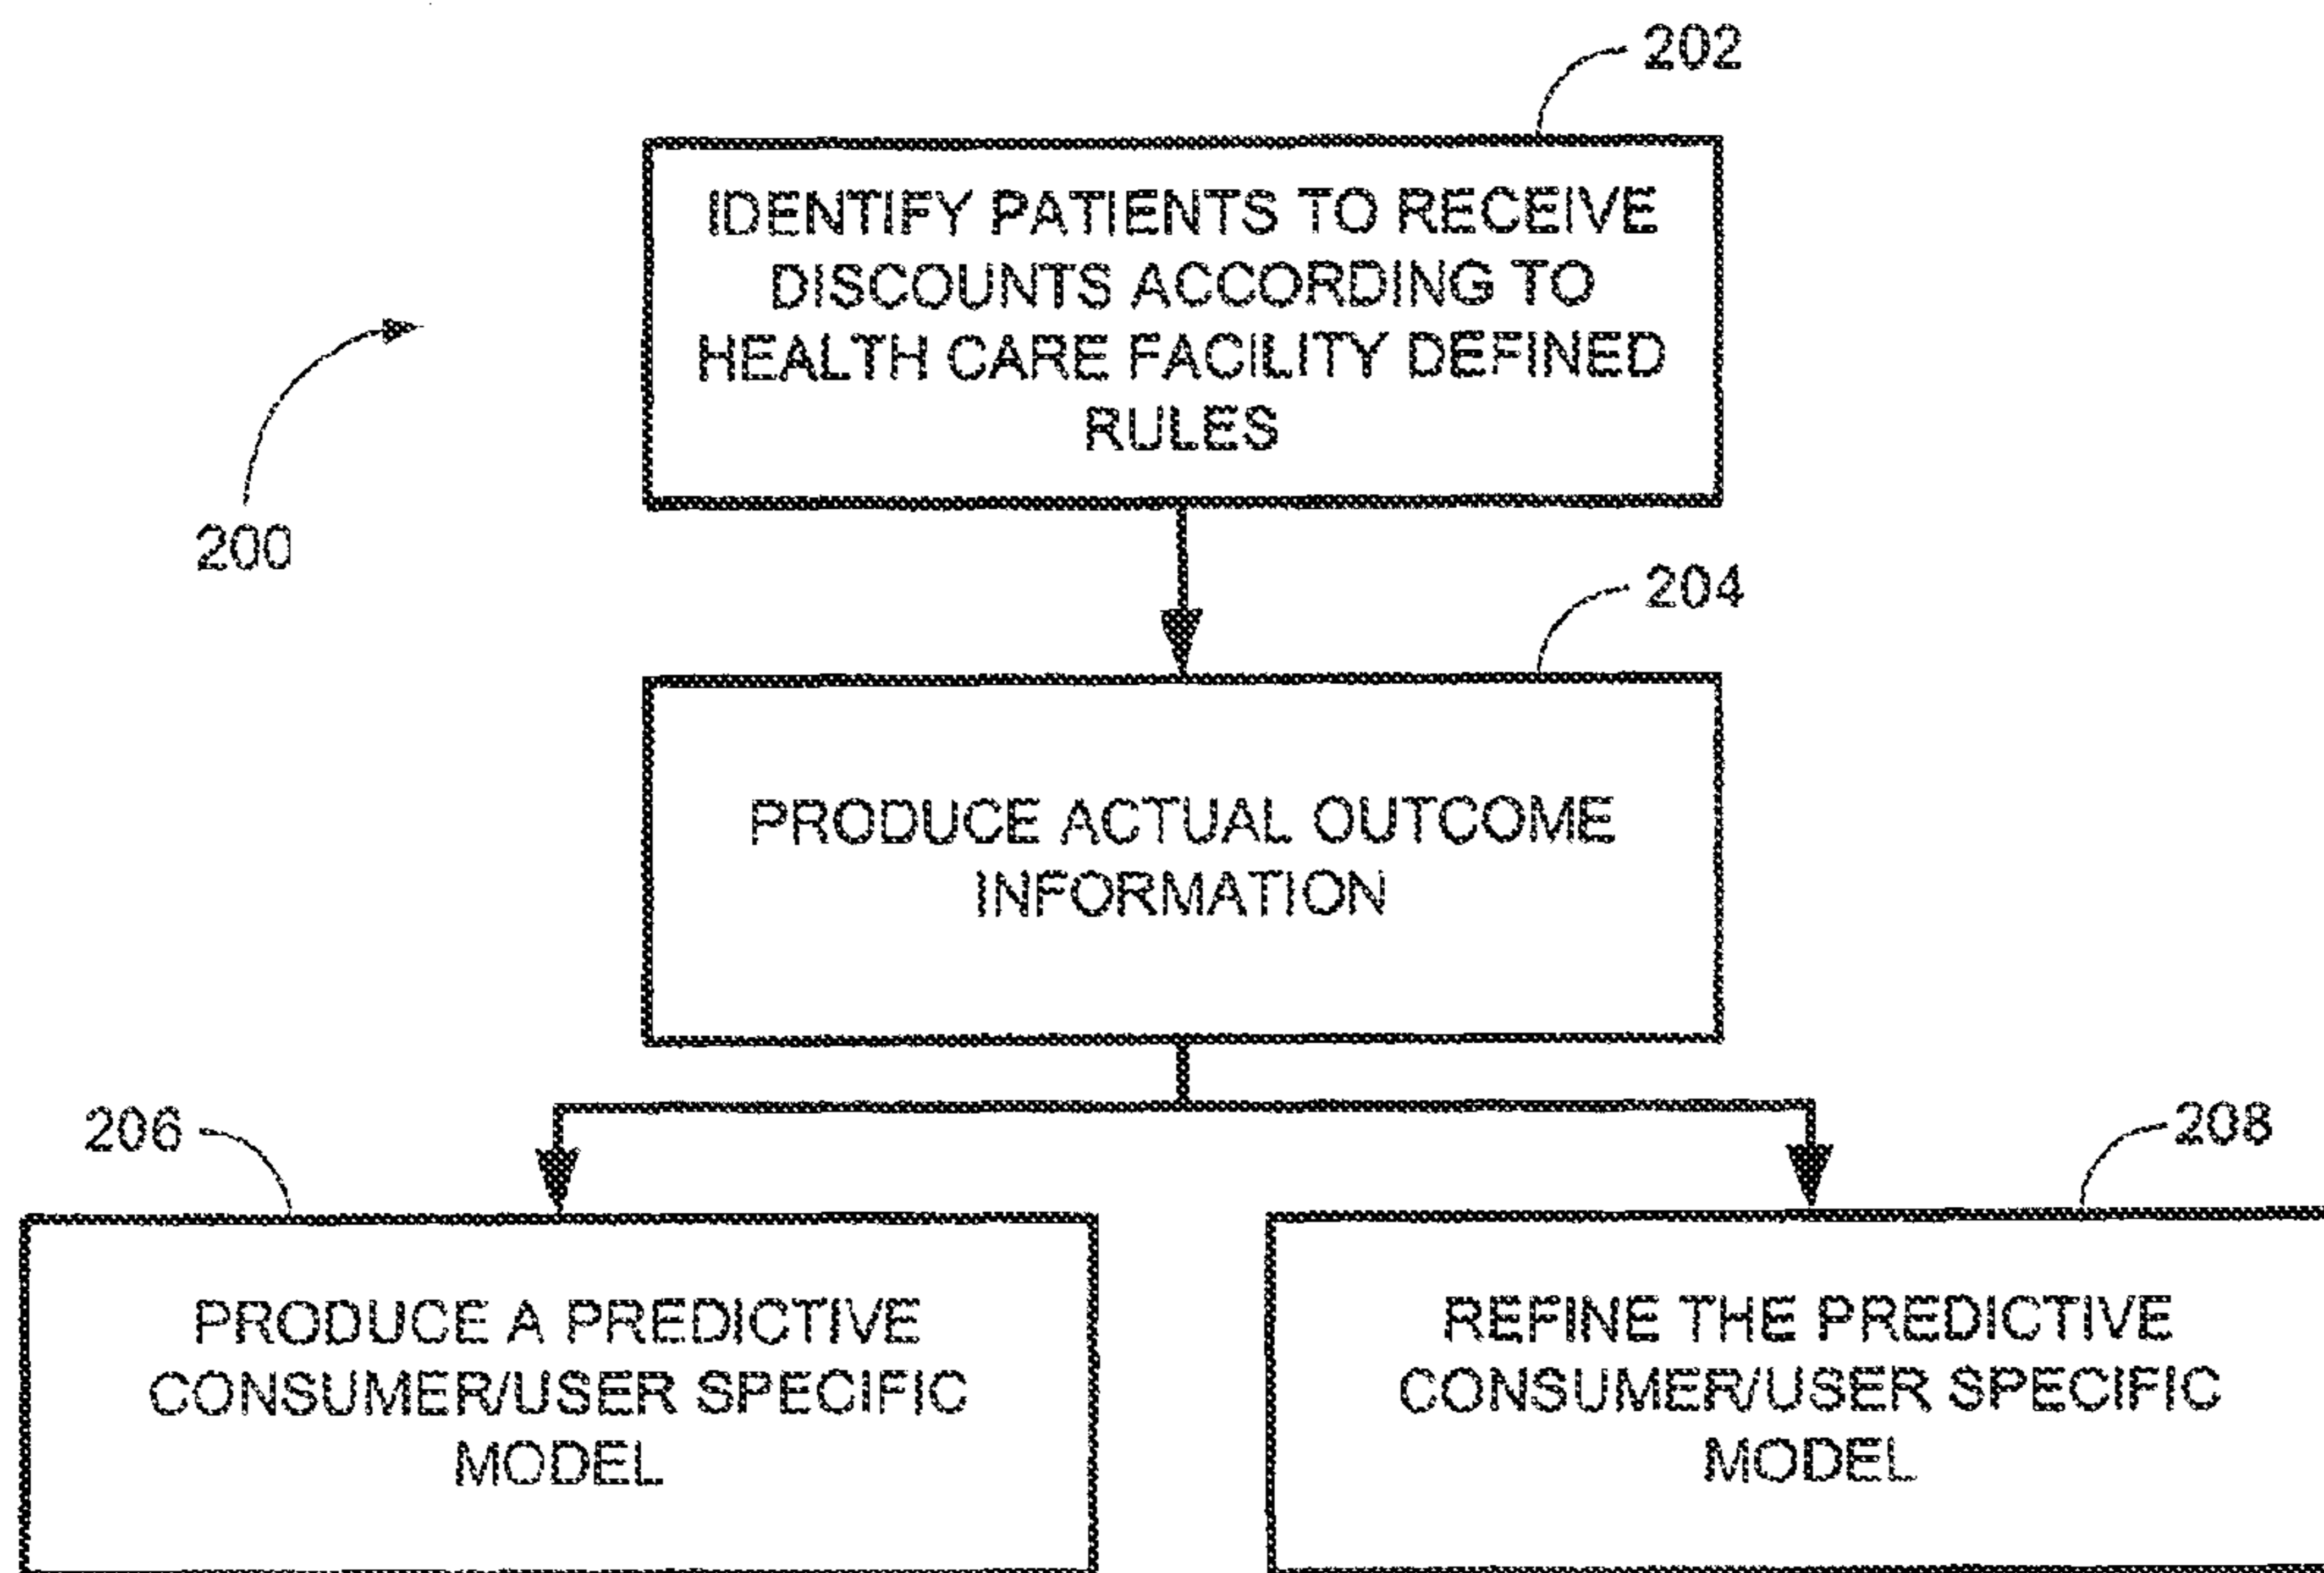 202
IDENTIFY PATIENTS TO RECEIVE
DISCOUNTS ACCORDING TO
HEALTH CARE FACILITY DEFINED
RULES
200
204
PRODUCE ACTUAL OUTCOME
INFORMATION
206
208
PRODUCE A PREDICTIVE
CONSUMER/USER SPECIFIC
MODEL
REFINE THE PREDICTIVE
CONSUMER/USER SPECIFIC
MODEL